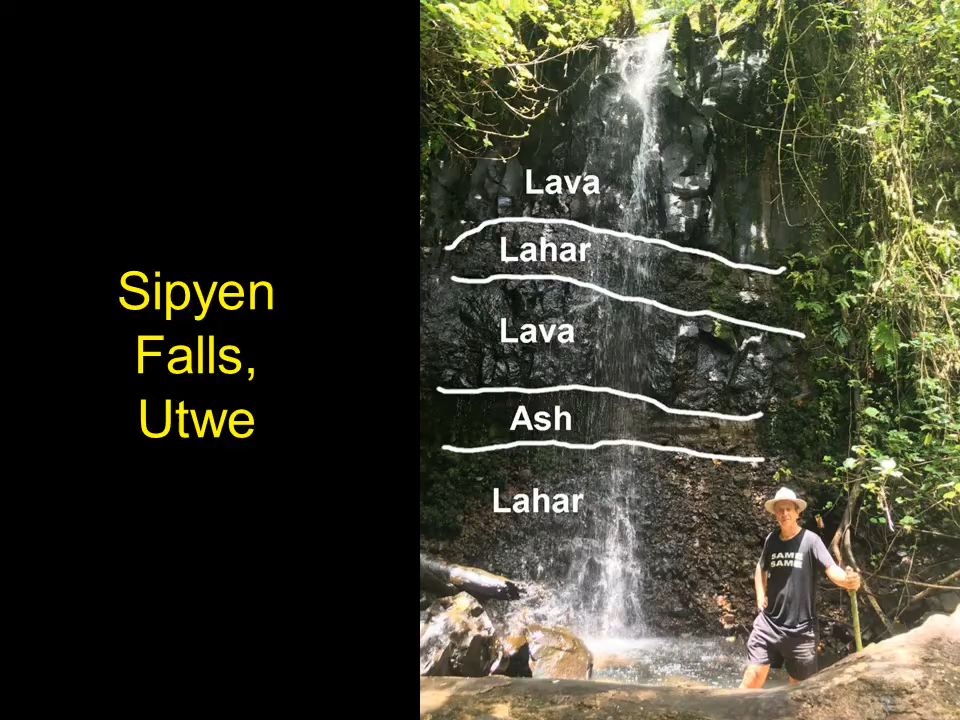 Sipyen
Falls,
Utwe
Lava
Lahar
Lava
Ash
Lahar
SAME
SAME